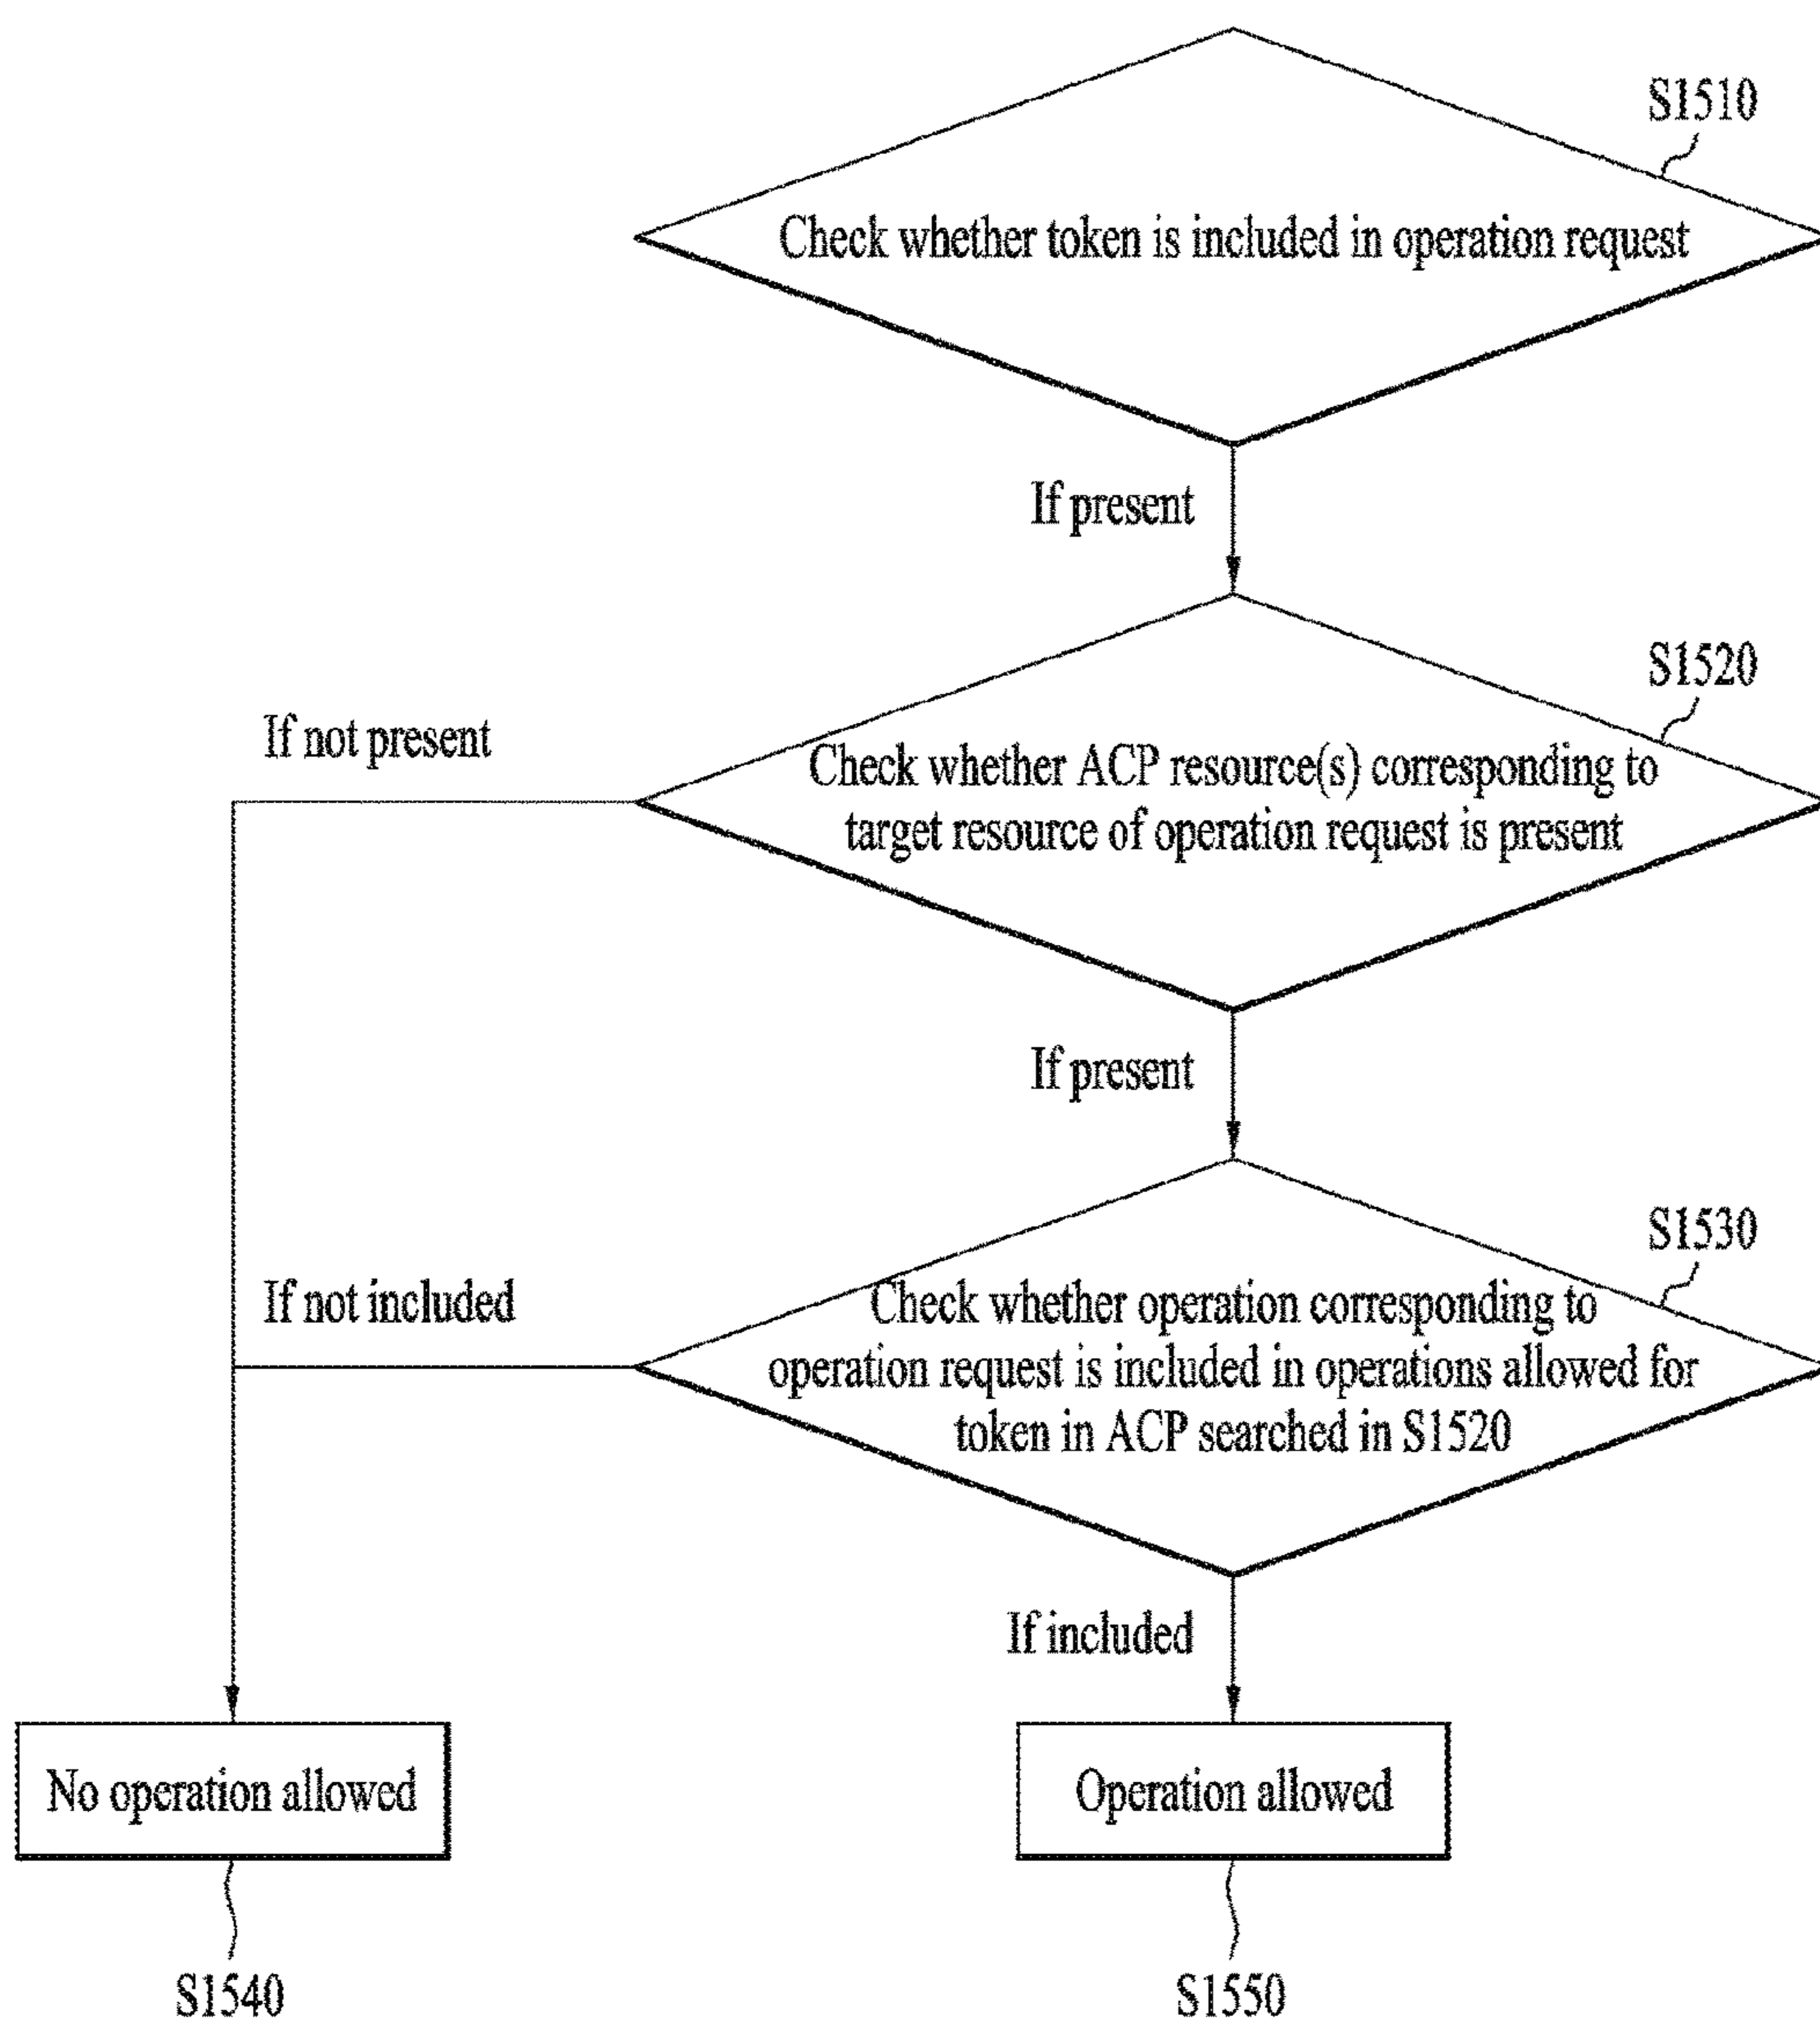 S1510
Check whether token is included in operation request
If present
S1520
If not present
Check whether ACP resource(s) corresponding to
target resource of operation request is present
If present
S1530
If not included
Check whether operation corresponding to
operation request is included in operations allowed for
token in ACP searched in S1520
If included
No operation allowed
Operation allowed
S1540
S1550